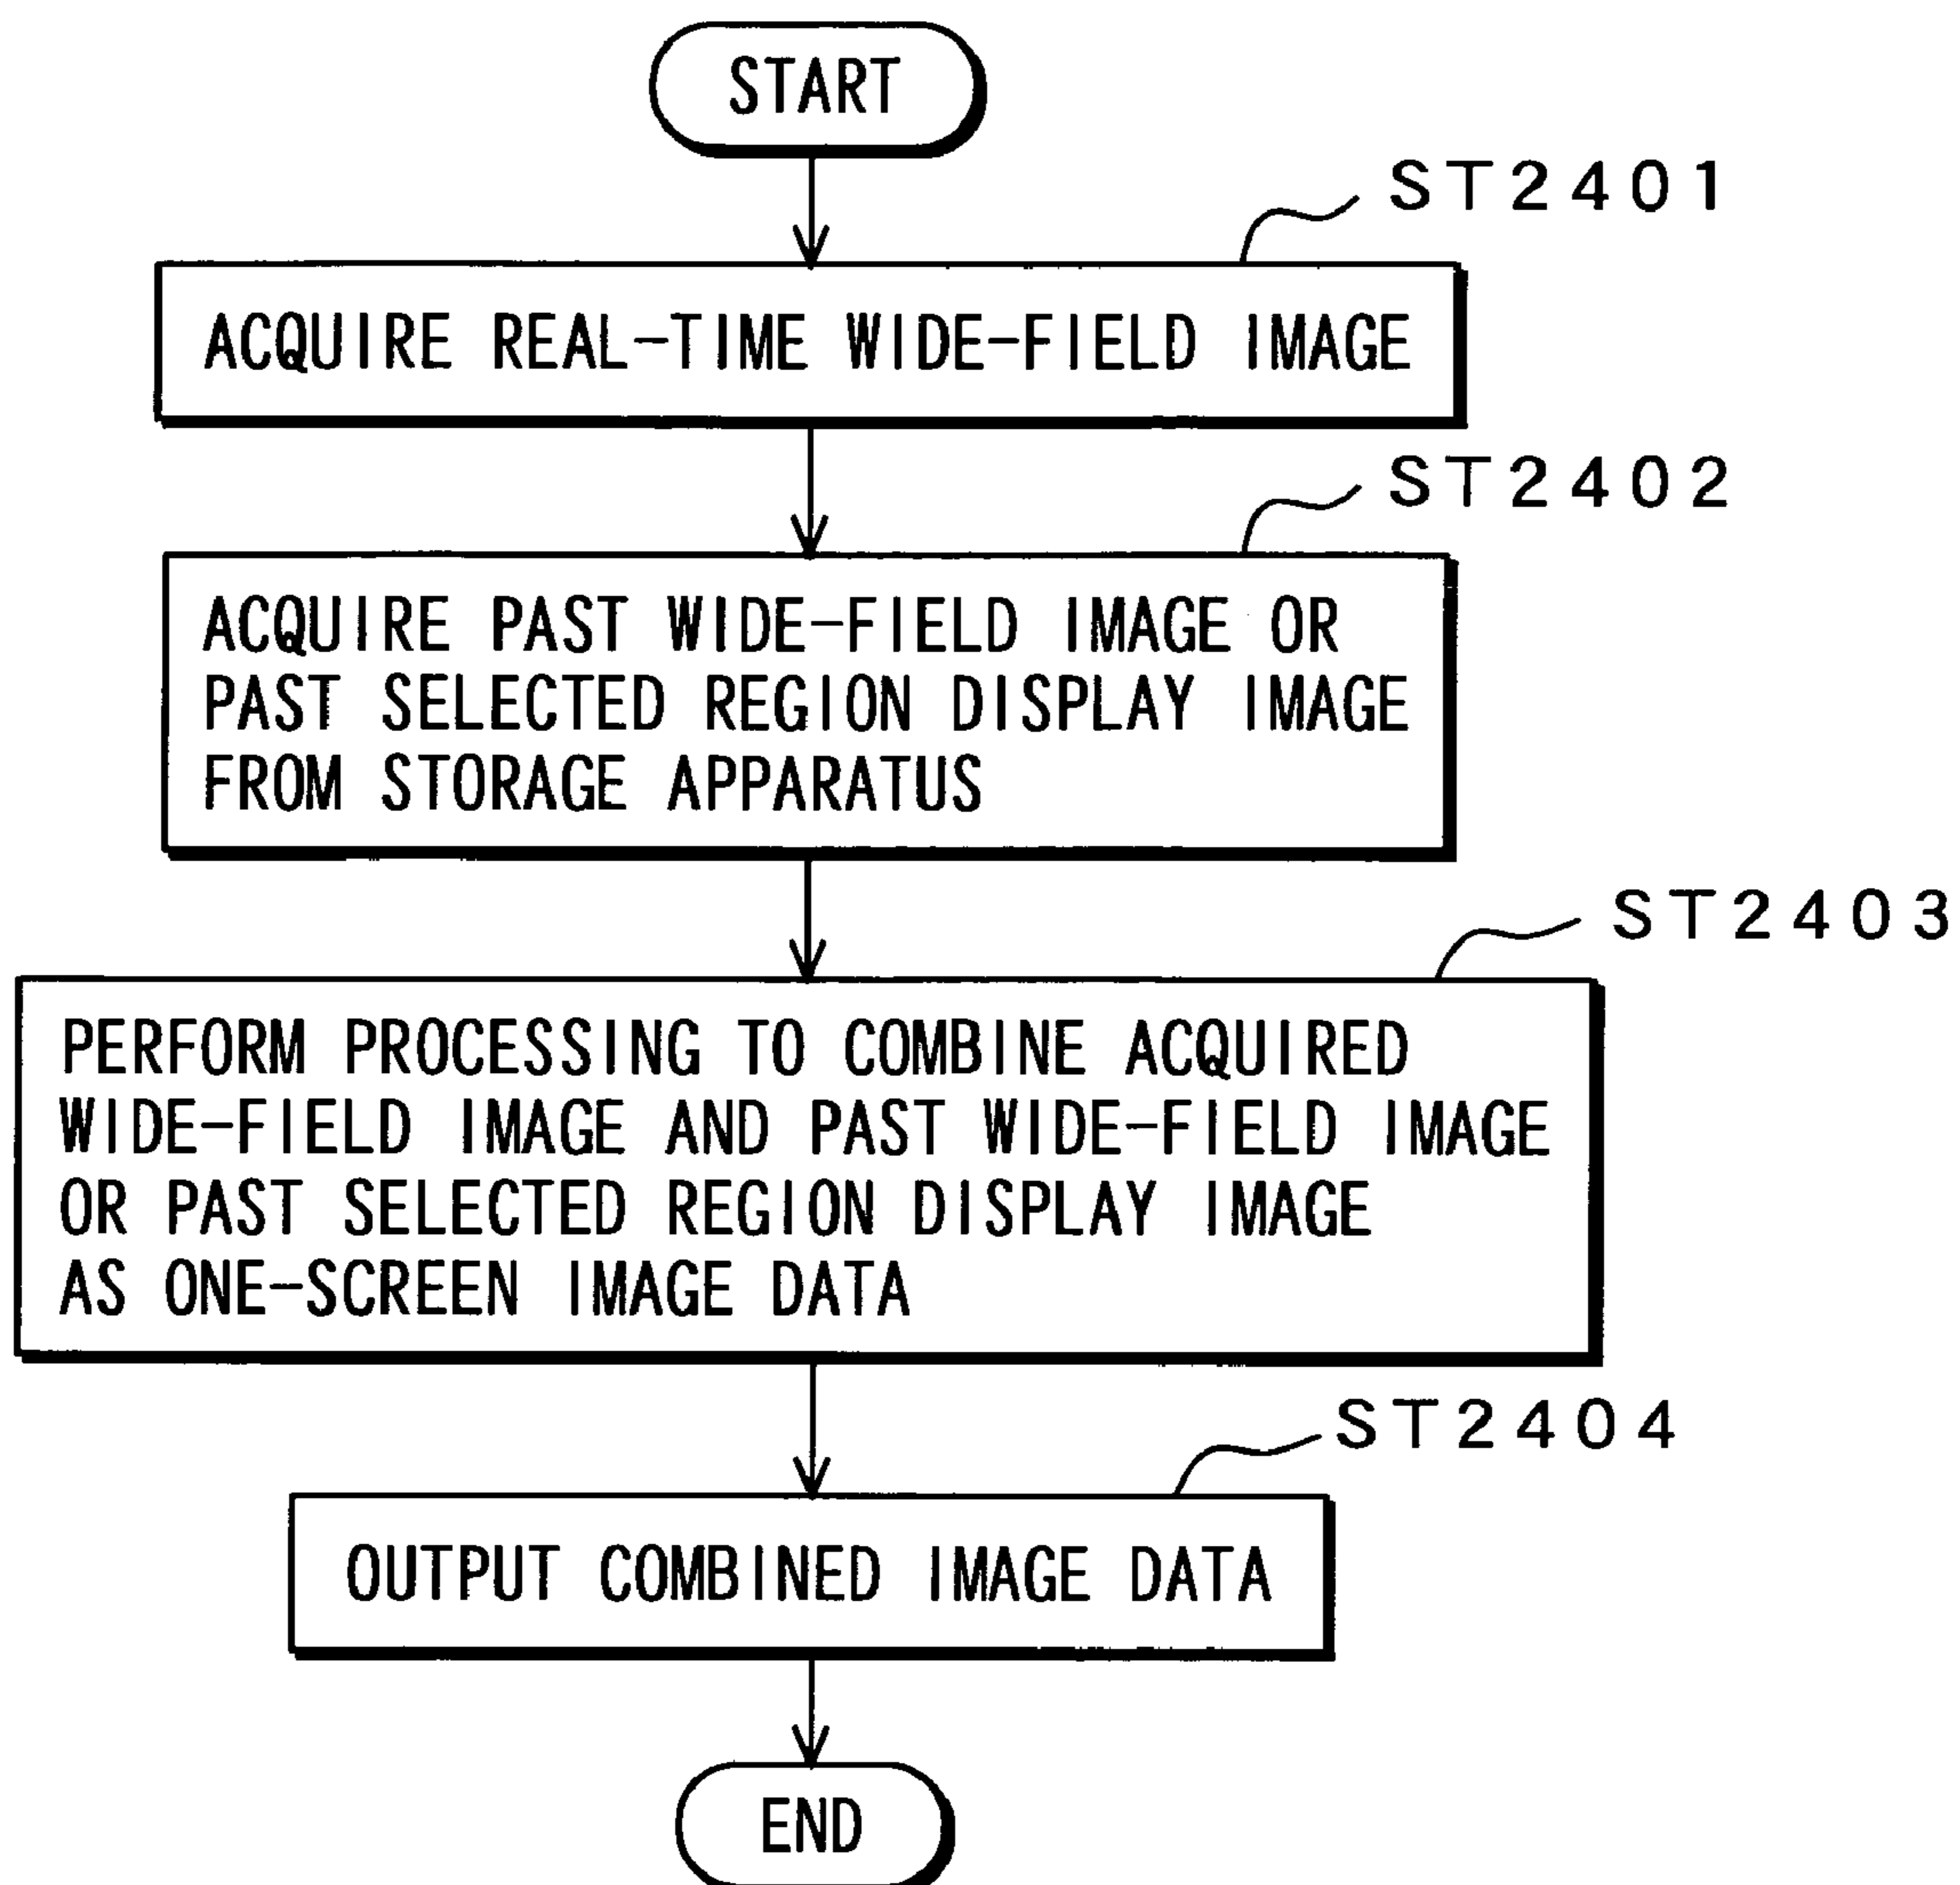 START
ST2401
ACQUIRE REAL-TIME WIDE-FIELD IMAGE
ST2402
ACQUIRE PAST WIDE-FIELD IMAGE OR
PAST SELECTED REGION DISPLAY IMAGE
FROM STORAGE APPARATUS
ST2403
PERFORM PROCESSING TO COMBINE ACQUIRED
WIDE-FIELD IMAGE AND PAST WIDE-FIELD IMAGE
OR PAST SELECTED REGION DISPLAY IMAGE
AS ONE-SCREEN IMAGE DATA
ST2404
OUTPUT COMBINED IMAGE DATA
END